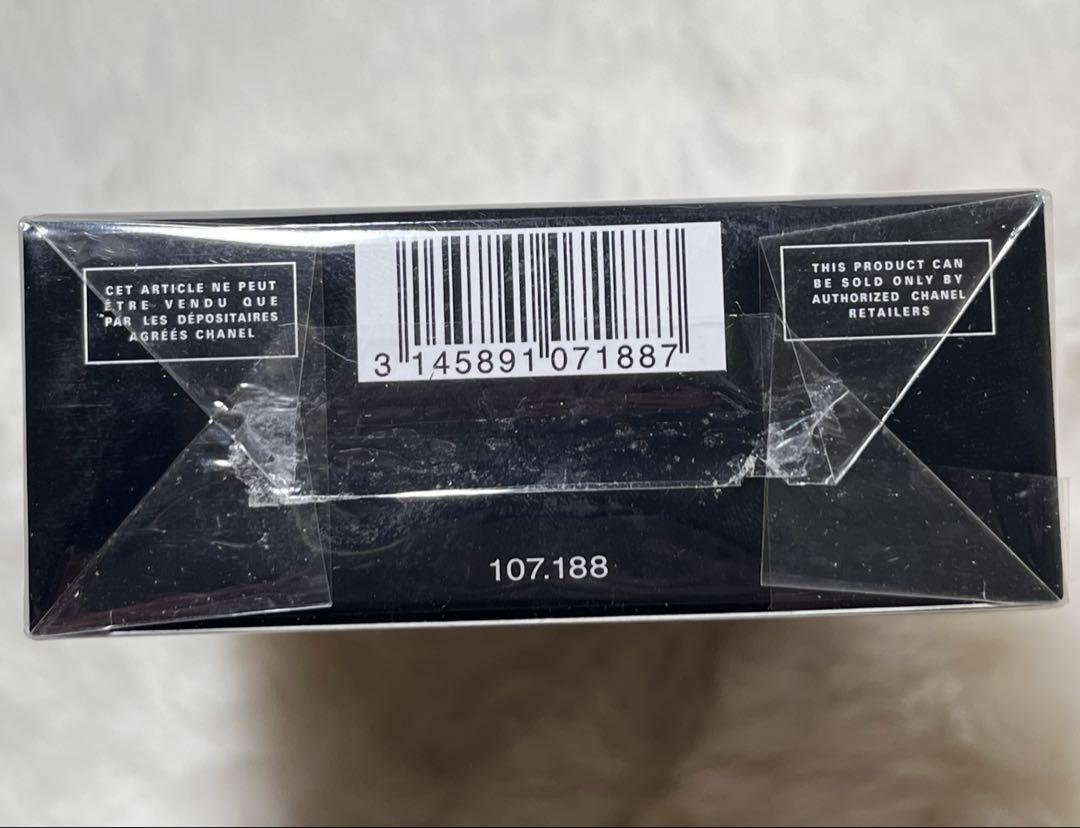 CET ARTICLE NE PEUT
ÊTRE VENDU QUE
PAR LES DÉPOSITAIRES
AGRÉÉS CHANEL
3 145891 071887
THIS PRODUCT CAN
BE SOLD ONLY BY
AUTHORIZED CHANEL
RETAILERS
107.188